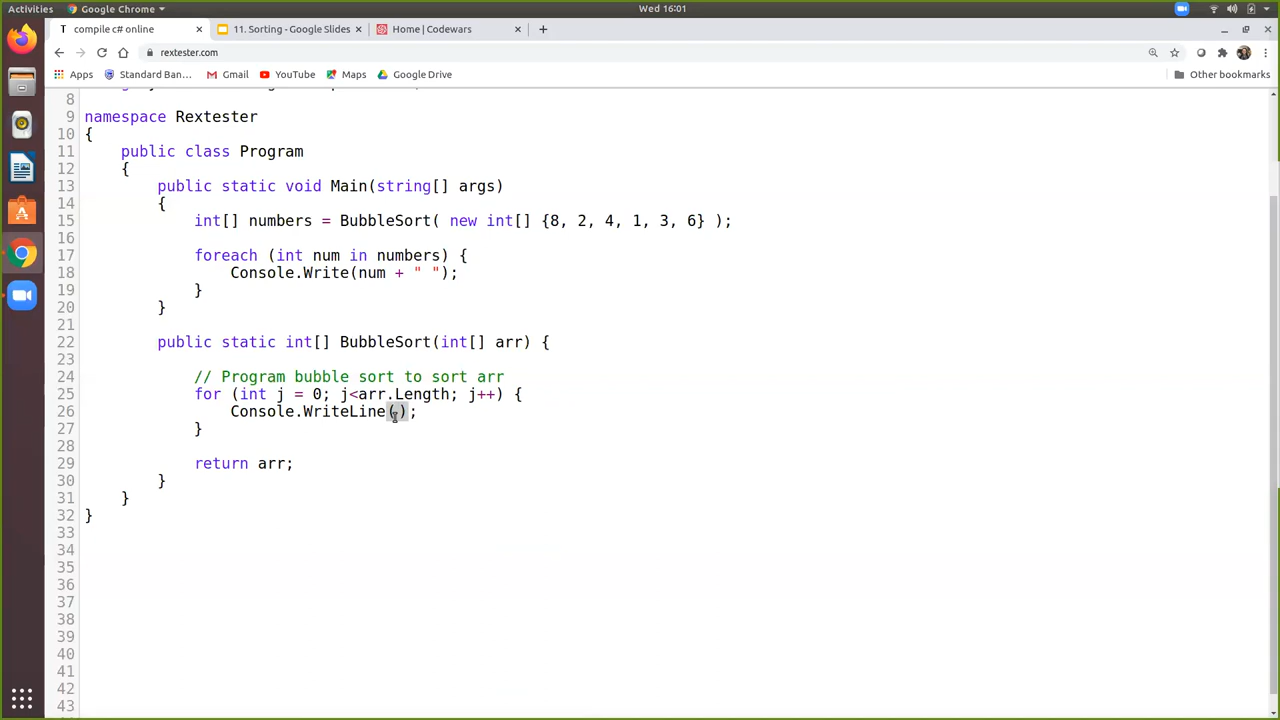 Activities
Google Chrome
Wed 16:01
T compile c# online
11. Sorting - Google Slides
Home | Codewars
rextester.com
Apps
Standard Ban...
Gmail
YouTube
Maps
Google Drive
Other bookmarks
8
9 namespace Rextester
10 {
11 public class Program
12 {
13 public static void Main(string[] args)
14 {
15 int[] numbers = BubbleSort( new int[] {8, 2, 4, 1, 3, 6} );
16
17 foreach (int num in numbers) {
18 Console.Write(num + " ");
19 }
20 }
21
22 public static int[] BubbleSort(int[] arr) {
23
24 // Program bubble sort to sort arr
25 for (int j = 0; j<arr.Length; j++) {
26 Console.WriteLine();
27 }
28
29 return arr;
30 }
31 }
32 }
33
34
35
36
37
38
39
40
41
42
43